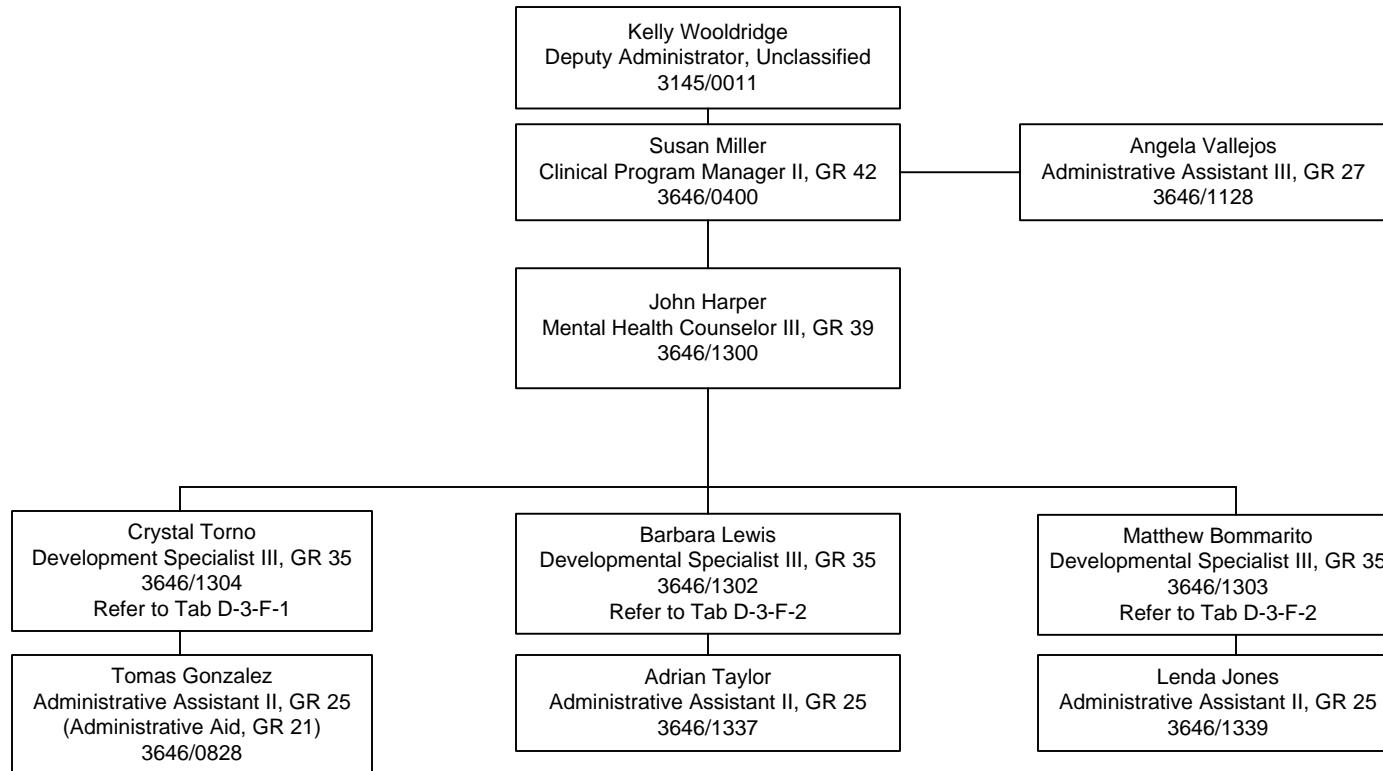 Kelly Wooldridge
Deputy Administrator, Unclassified
3145/0011
Susan Miller
Clinical Program Manager II, GR 42
3646/0400
Angela Vallejos
Administrative Assistant III, GR 27
3646/1128
John Harper
Mental Health Counselor III, GR 39
3646/1300
Crystal Torno
Development Specialist III, GR 35
3646/1304
Refer to Tab D-3-F-1
Barbara Lewis
Developmental Specialist III, GR 35
3646/1302
Refer to Tab D-3-F-2
Matthew Bommarito
Developmental Specialist III, GR 35
3646/1303
Refer to Tab D-3-F-2
Tomas Gonzalez
Administrative Assistant II, GR 25
(Administrative Aid, GR 21)
3646/0828
Adrian Taylor
Administrative Assistant II, GR 25
3646/1337
Lenda Jones
Administrative Assistant II, GR 25
3646/1339